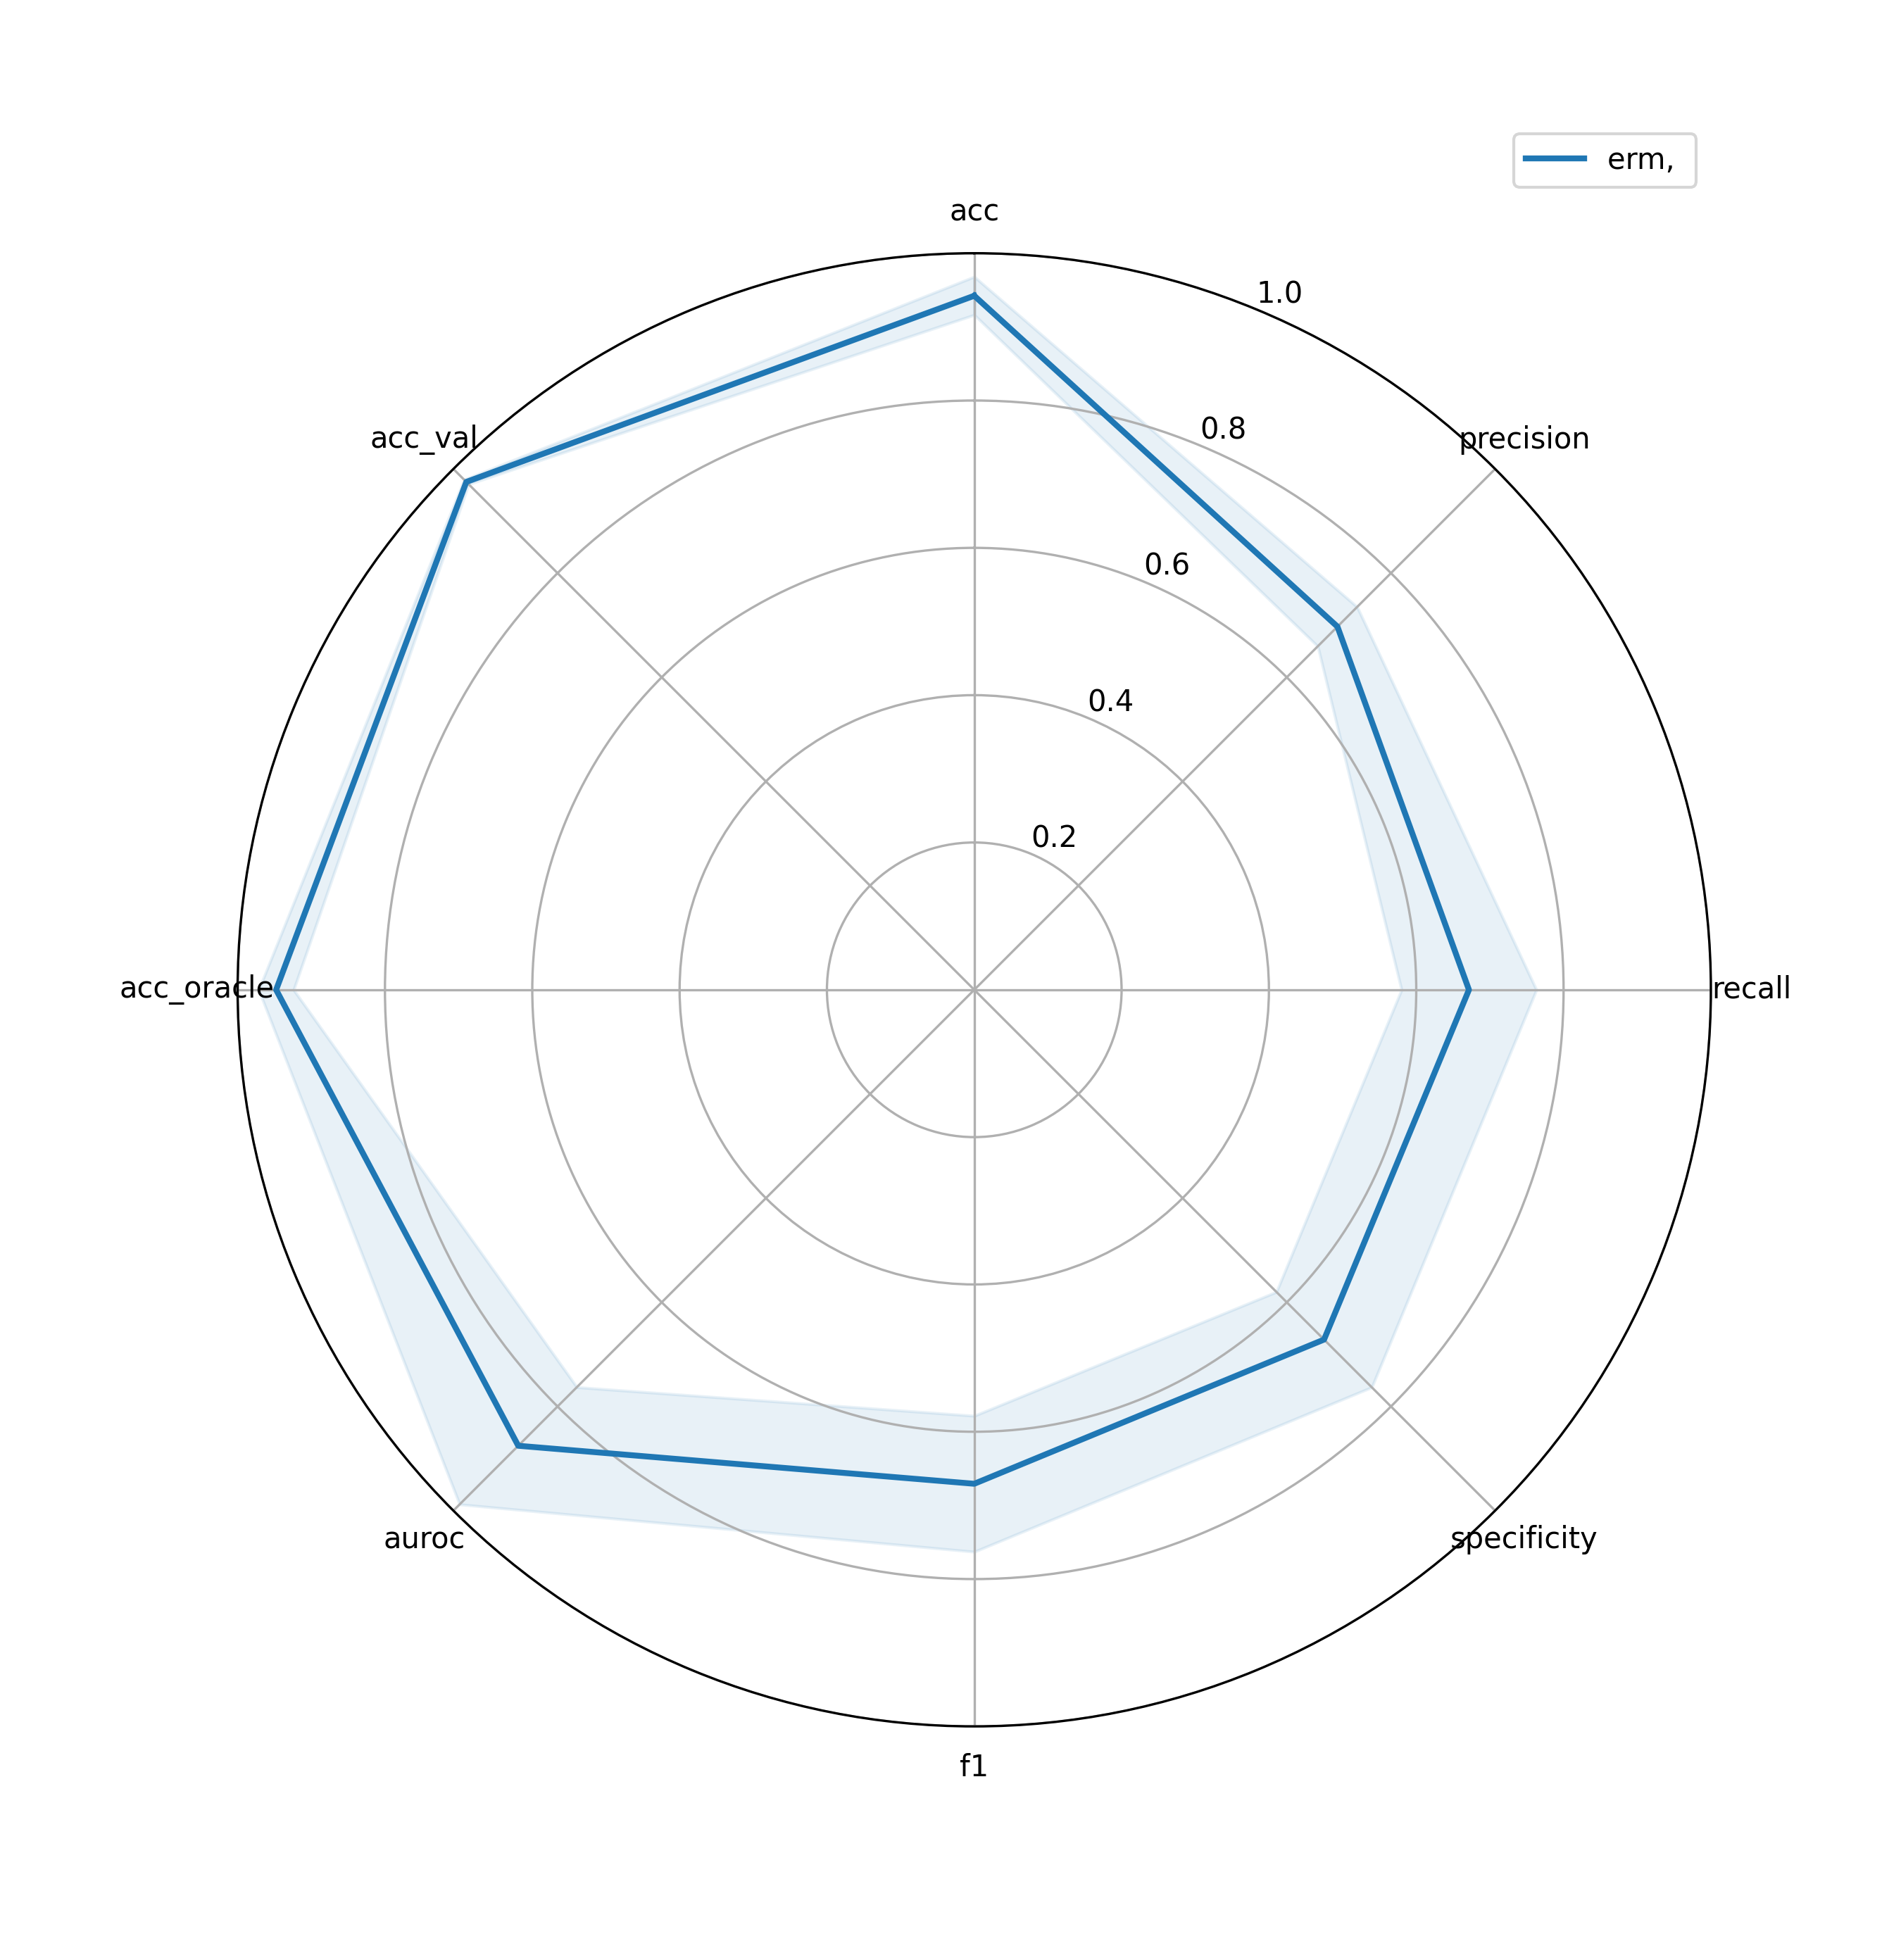 erm,
acc
1.0
0.8
acc_val
precision
0.6
0.4
0.2
acc_oracle
recall
auroc
specificity
f1